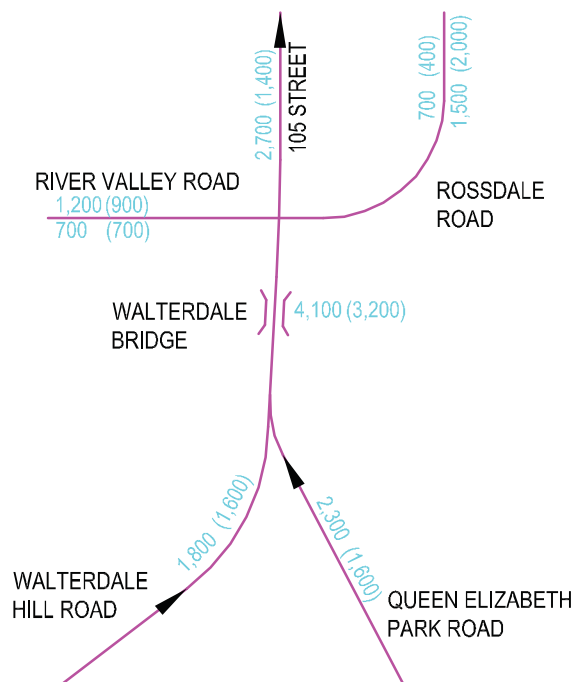 2,700 (1,400)
105 STREET
700 (400)
1,500 (2,000)
RIVER VALLEY ROAD
1,200 (900)
700 (700)
ROSSDALE
ROAD
WALTERDALE
BRIDGE
4,100 (3,200)
1,800 (1,600)
2,300 (1,600)
WALTERDALE
HILL ROAD
QUEEN ELIZABETH
PARK ROAD